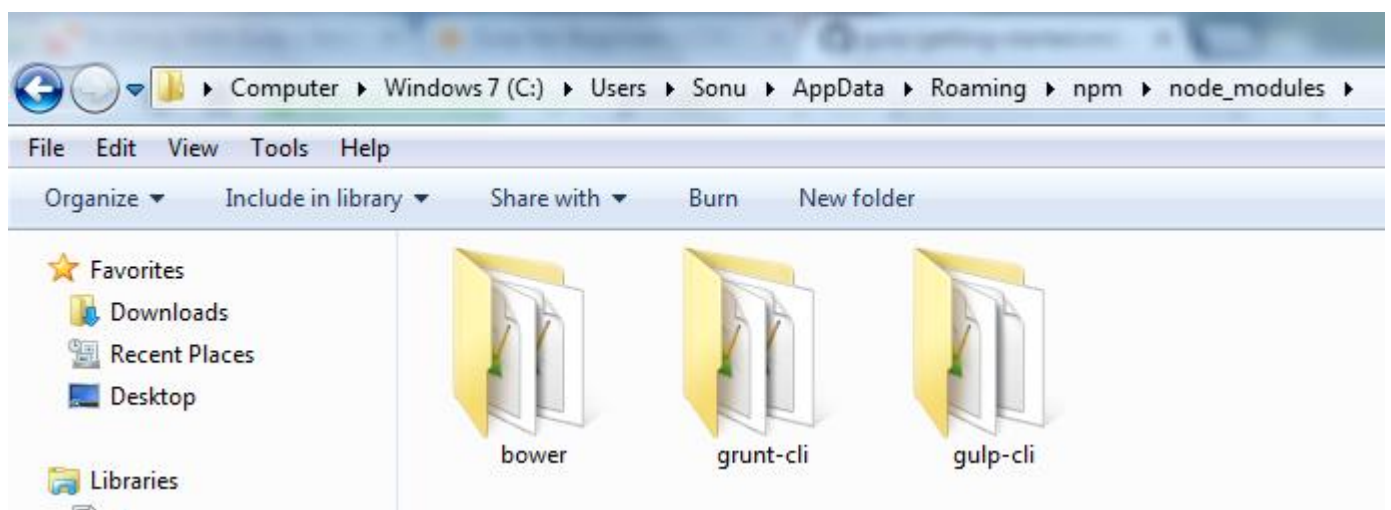 Computer Windows 7 (C:) Users Sonu AppData Roaming npm node_modules
File Edit View Tools Help
Organize Include in library Share with Burn New folder
Favorites
Downloads
Recent Places
Desktop
Libraries
bower grunt-cli gulp-cli